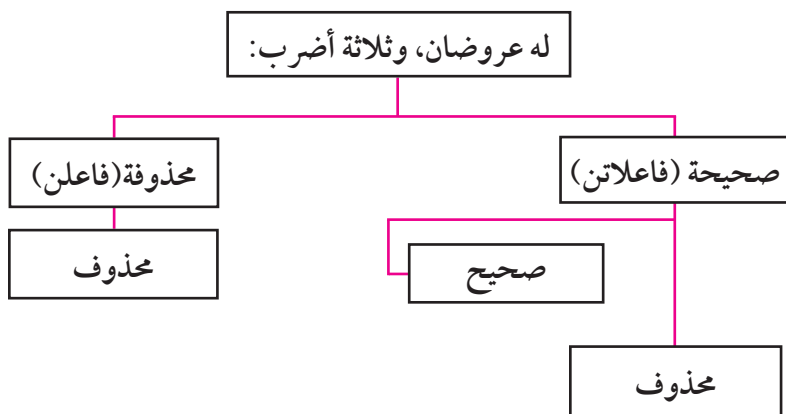 له عروضان، وثلاثة أضرب:
صحيحة (فاعلاتن)
محذوفة(فاعلن)
صحيح
محذوف
محذوف